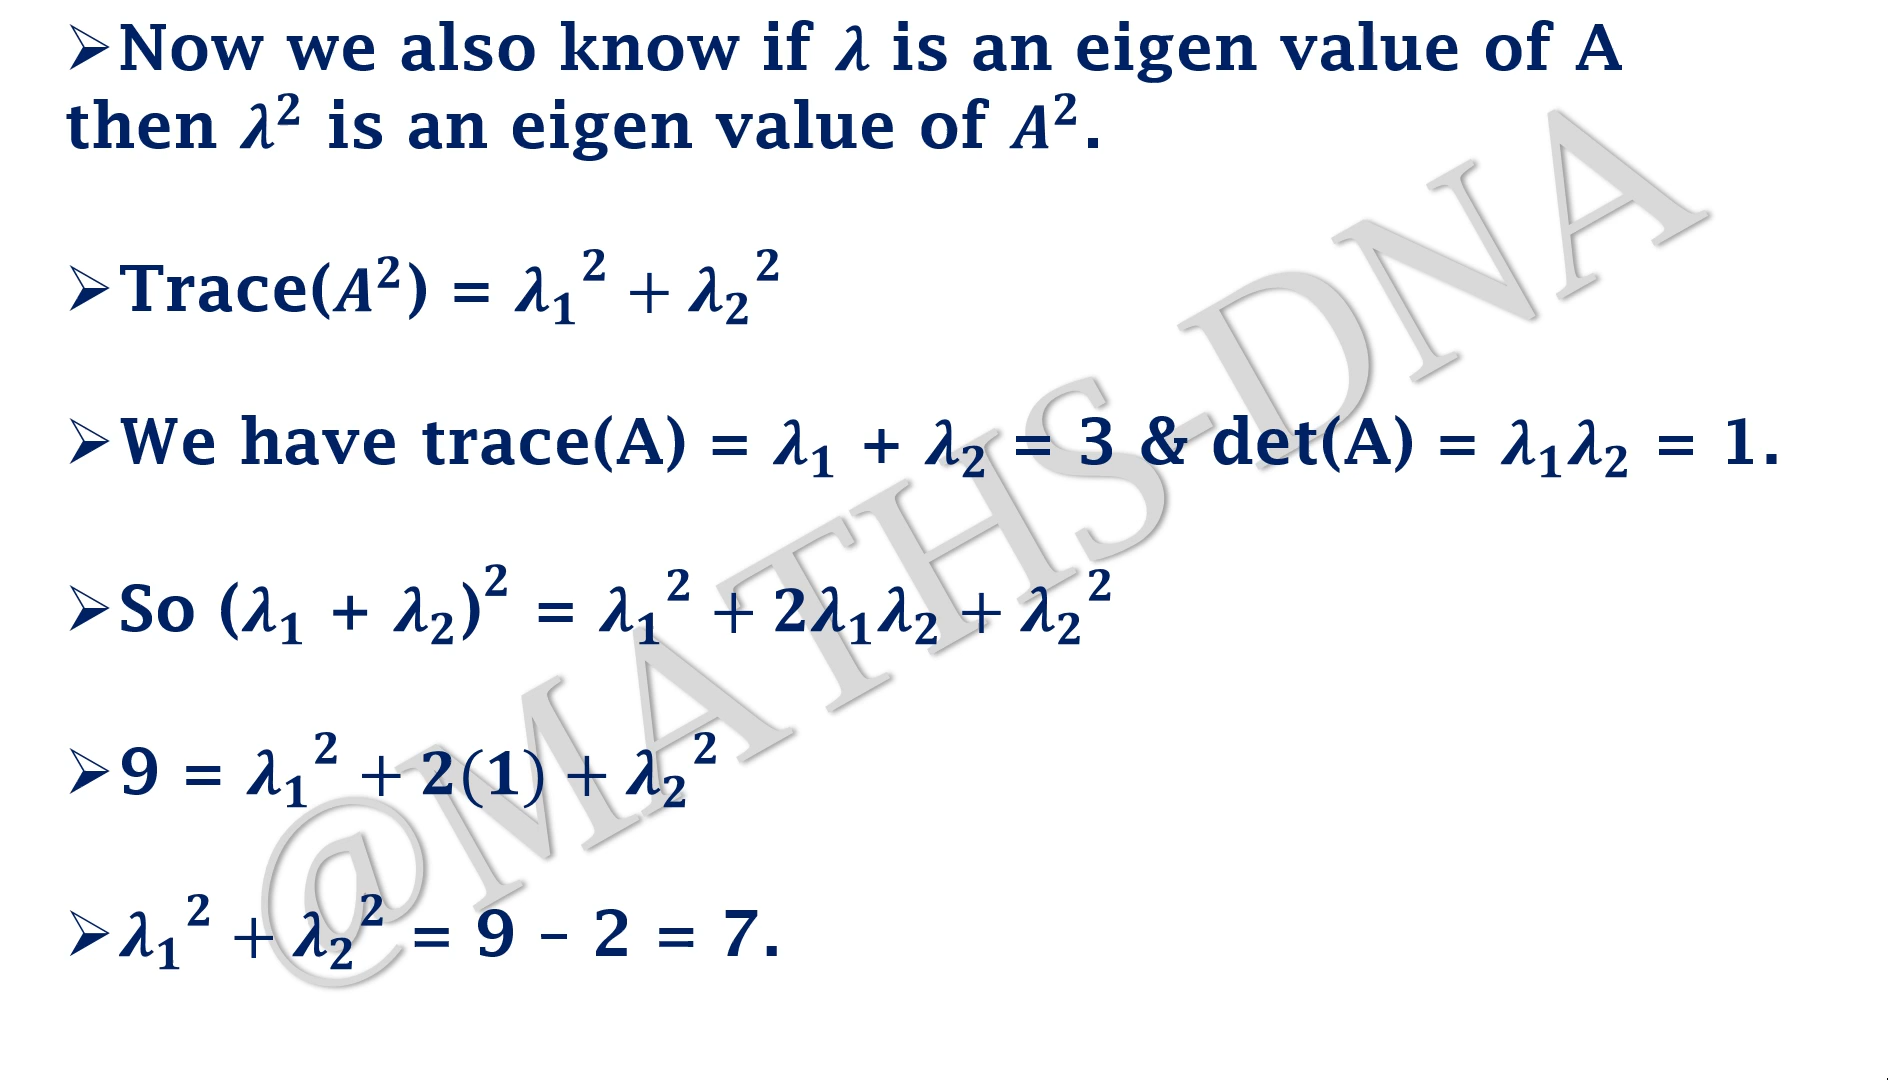 ➢Now we also know if λ is an eigen value of A
then λ² is an eigen value of A².
➢Trace(A²) = λ₁² + λ₂²
➢We have trace(A) = λ₁ + λ₂ = 3 & det(A) = λ₁λ₂ = 1.
➢So (λ₁ + λ₂)² = λ₁² + 2λ₁λ₂ + λ₂²
➢9 = λ₁² + 2(1) + λ₂²
➢λ₁² + λ₂² = 9 – 2 = 7.
@MATHS-DNA